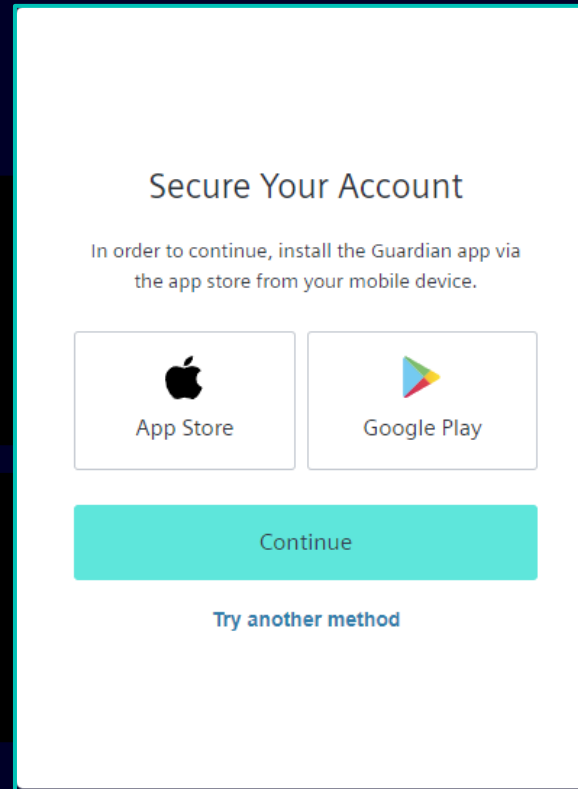 Secure Your Account
In order to continue, install the Guardian app via
the app store from your mobile device.
App Store
Google Play
Continue
Try another method